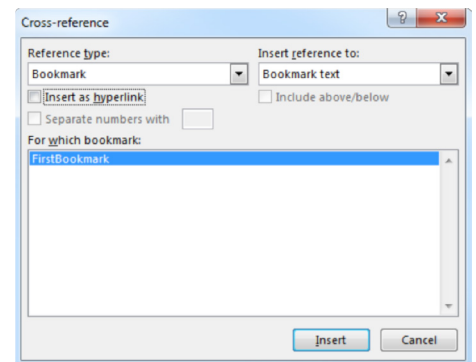 Cross-reference
Reference type: Insert reference to:
Bookmark Bookmark text
Insert as hyperlink Include above/below
Separate numbers with
For which bookmark:
FirstBookmark
Insert Cancel